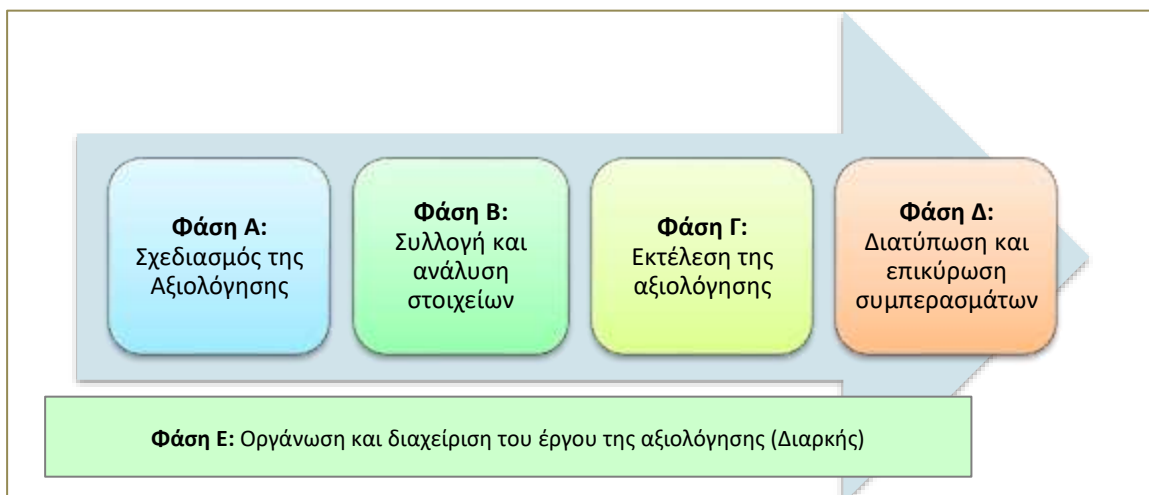 Φάση Α:
Σχεδιασμός της
Αξιολόγησης
Φάση Β:
Συλλογή και
ανάλυση
στοιχείων
Φάση Γ:
Εκτέλεση της
αξιολόγησης
Φάση Δ:
Διατύπωση και
επικύρωση
συμπερασμάτων
Φάση Ε: Οργάνωση και διαχείριση του έργου της αξιολόγησης (Διαρκής)